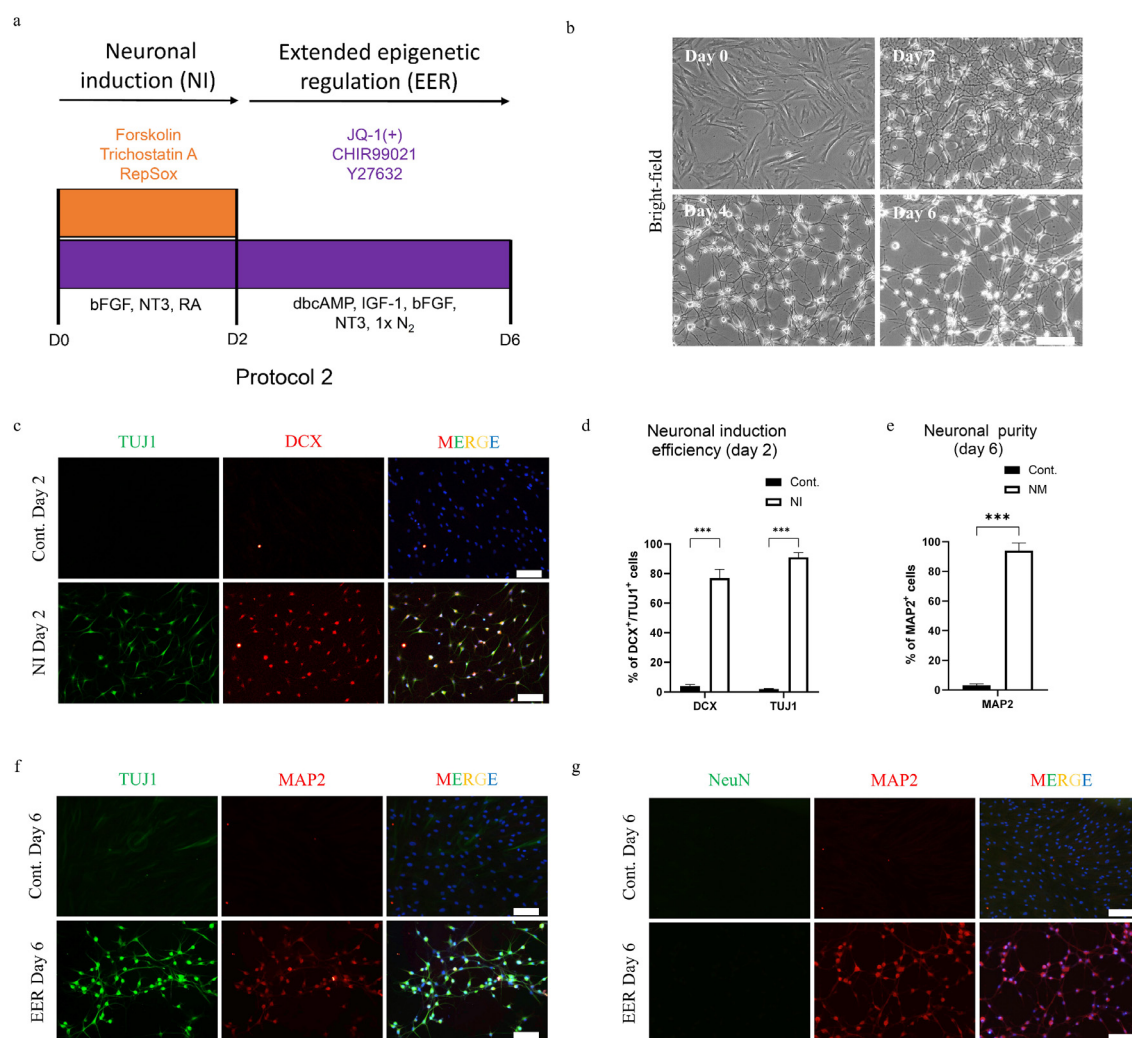 a
Neuronal
induction (NI)
Extended epigenetic
regulation (EER)
Forskolin
Trichostatin A
RepSox
JQ-1(+)
CHIR99021
Y27632
bFGF, NT3, RA
dbcAMP, IGF-1, bFGF,
NT3, 1x N₂
D0
D2
D6
Protocol 2
b
Bright-field
Day 0
Day 2
Day 4
Day 6
c
TUJ1
DCX
MERGE
Cont. Day 2
NI Day 2
d
Neuronal induction
efficiency (day 2)
Cont.
NI
% of DCX⁺/TUJ1⁺ cells
100
80
60
40
20
0
***
***
DCX
TUJ1
e
Neuronal purity
(day 6)
Cont.
NM
% of MAP2⁺ cells
100
80
60
40
20
0
***
MAP2
f
TUJ1
MAP2
MERGE
Cont. Day 6
EER Day 6
g
NeuN
MAP2
MERGE
Cont. Day 6
EER Day 6